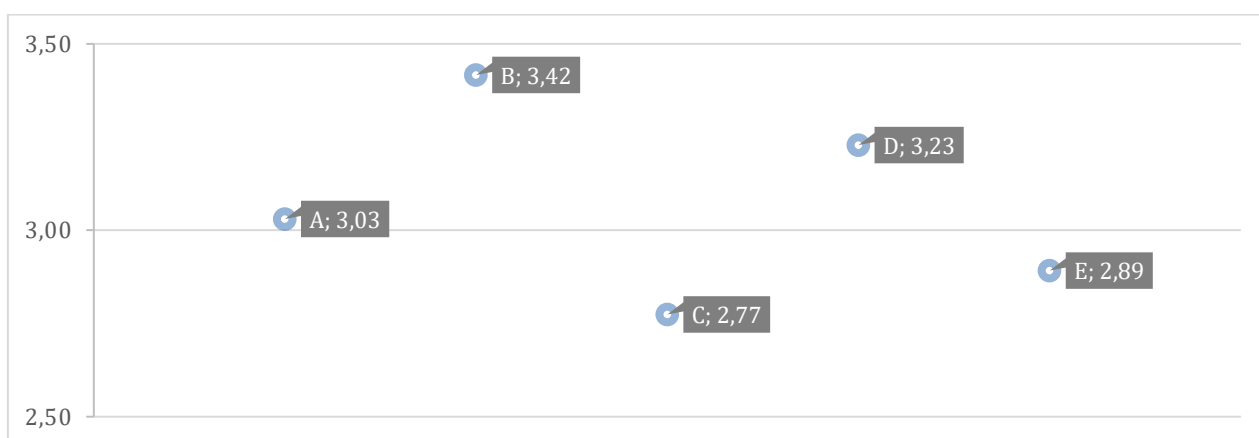 3,50
B; 3,42
D; 3,23
A; 3,03
3,00
E; 2,89
C; 2,77
2,50